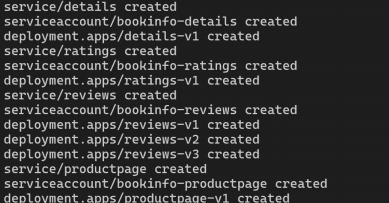 service/details created
serviceaccount/bookinfo-details created
deployment.apps/details-v1 created
service/ratings created
serviceaccount/bookinfo-ratings created
deployment.apps/ratings-v1 created
service/reviews created
serviceaccount/bookinfo-reviews created
deployment.apps/reviews-v1 created
deployment.apps/reviews-v2 created
deployment.apps/reviews-v3 created
service/productpage created
serviceaccount/bookinfo-productpage created
deployment.apps/productpage-v1 created